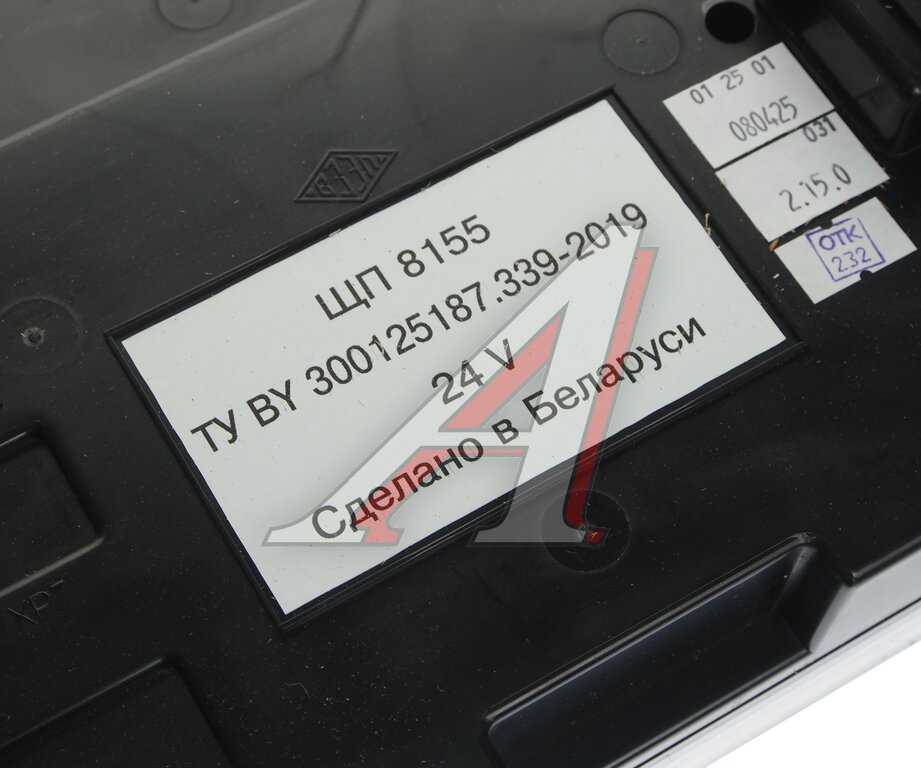 ЩП 8155
ТУ BY 300125187.339-2019
24 V
Сделано в Беларуси
01 25 01
080425
031
2.15.0
ОТК
232